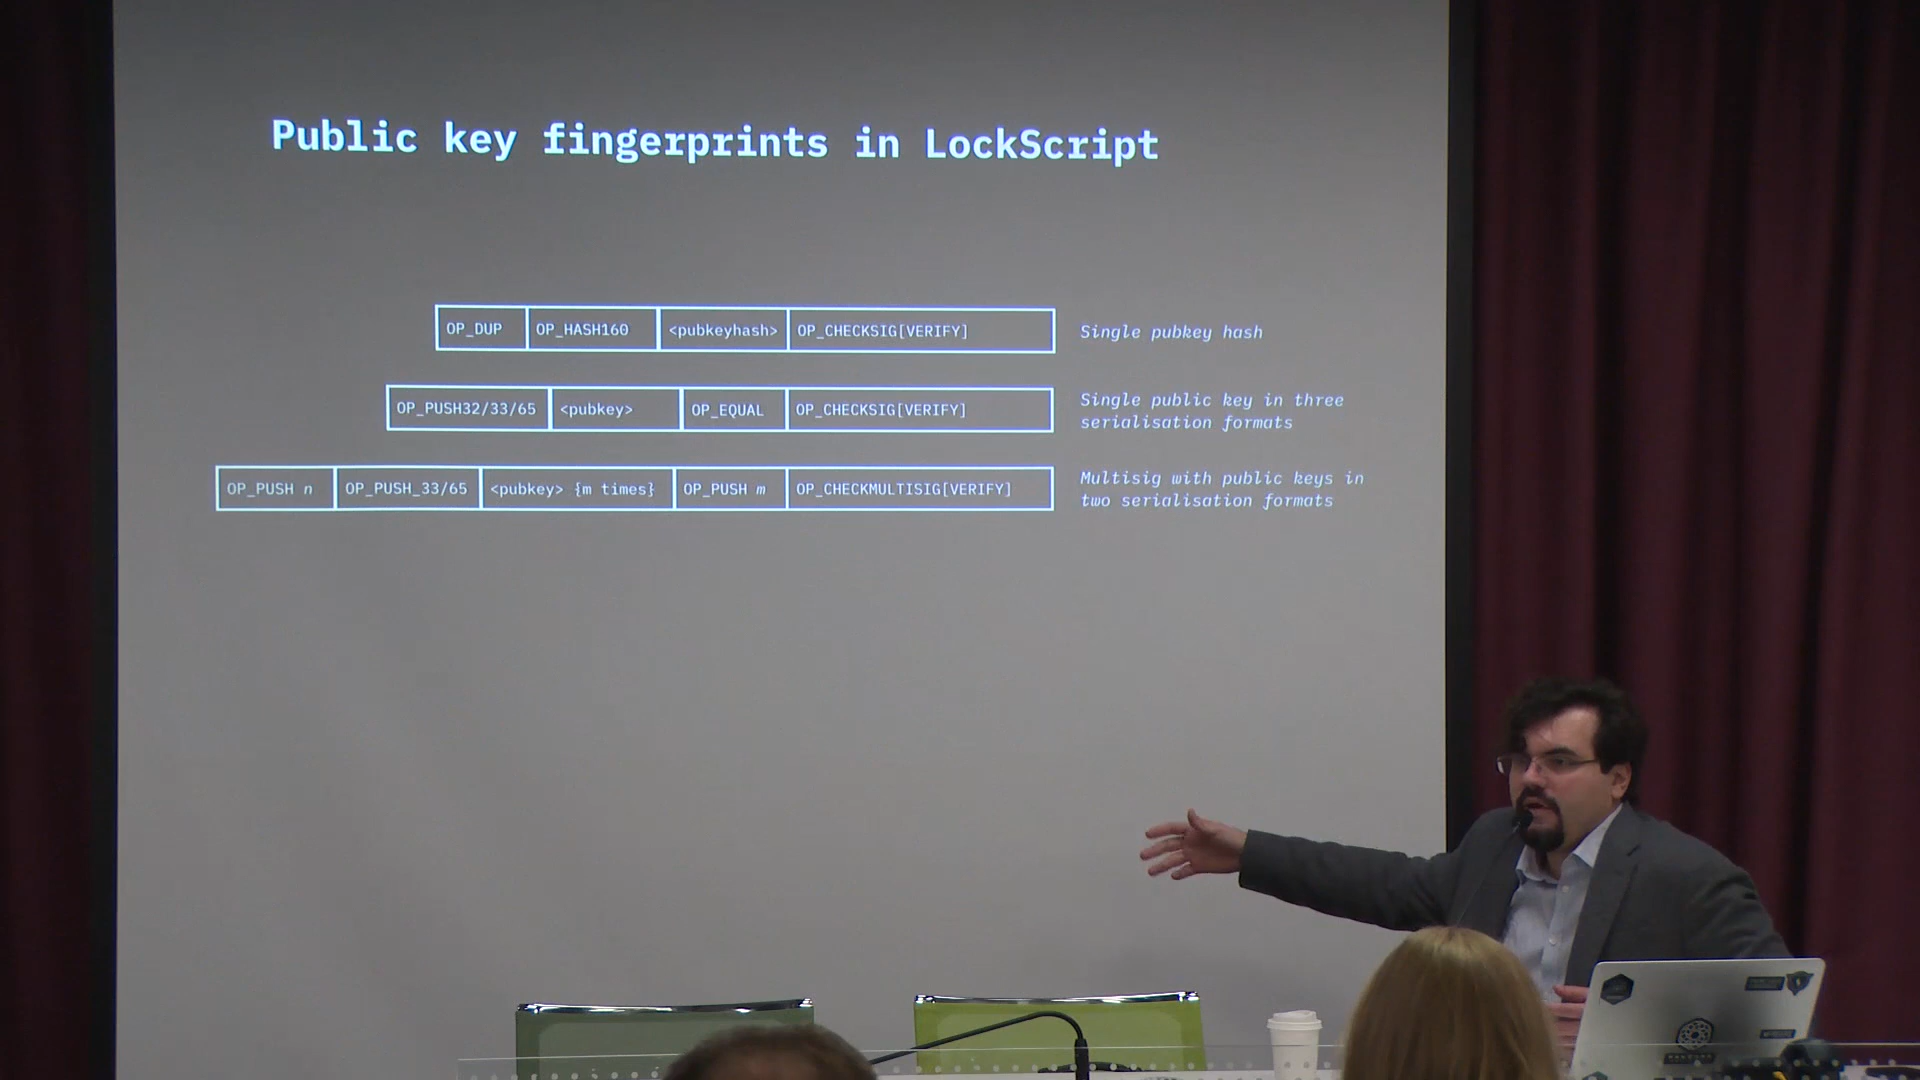 Public key fingerprints in LockScript
OP_DUP OP_HASH160 <pubkeyhash> OP_CHECKSIG[VERIFY] Single pubkey hash
OP_PUSH32/33/65 <pubkey> OP_EQUAL OP_CHECKSIG[VERIFY] Single public key in three
serialisation formats
OP_PUSH n OP_PUSH_33/65 <pubkey> {m times} OP_PUSH m OP_CHECKMULTISIG[VERIFY] Multisig with public keys in
two serialisation formats